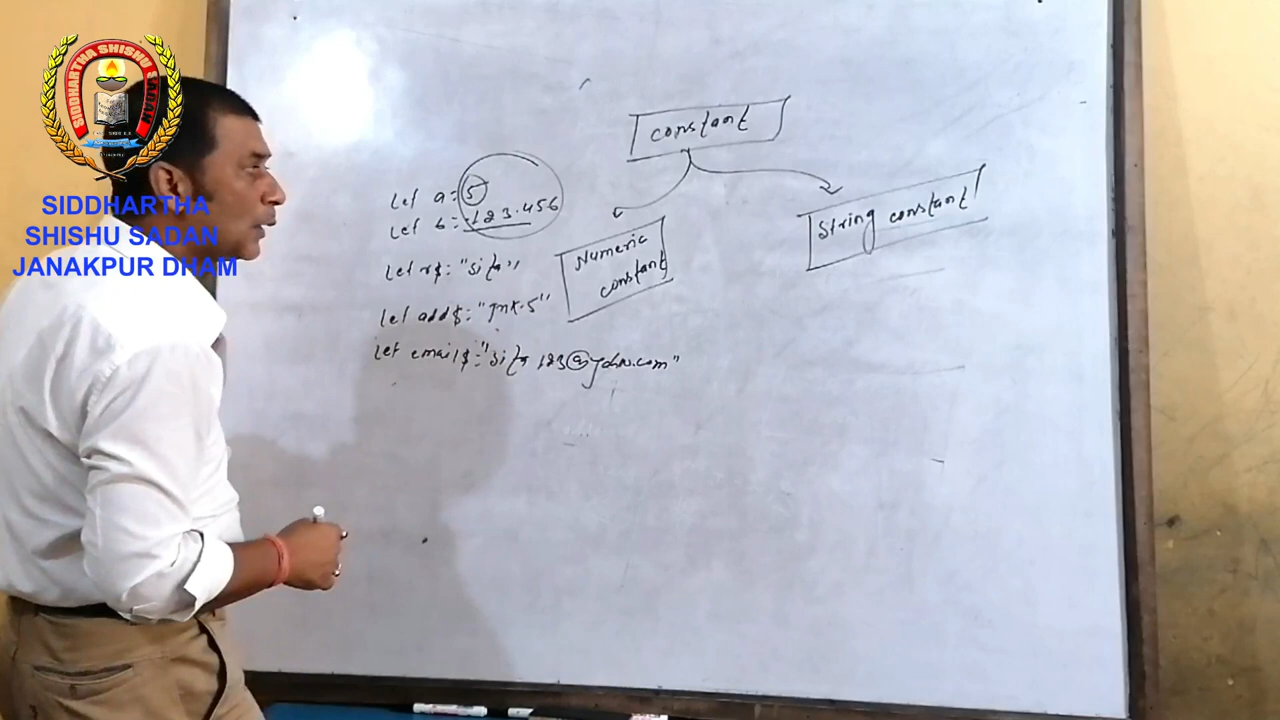 SIDDHARTHA SHISHU SADAN
SIDDHARTHA
SHISHU SADAN
JANAKPUR DHAM
constant
Numeric
constant
String constant
Let a=5
Let b=-123.456
Let r$="sita"
Let add$="Jnk-5"
Let email$="sita123@yahoo.com"